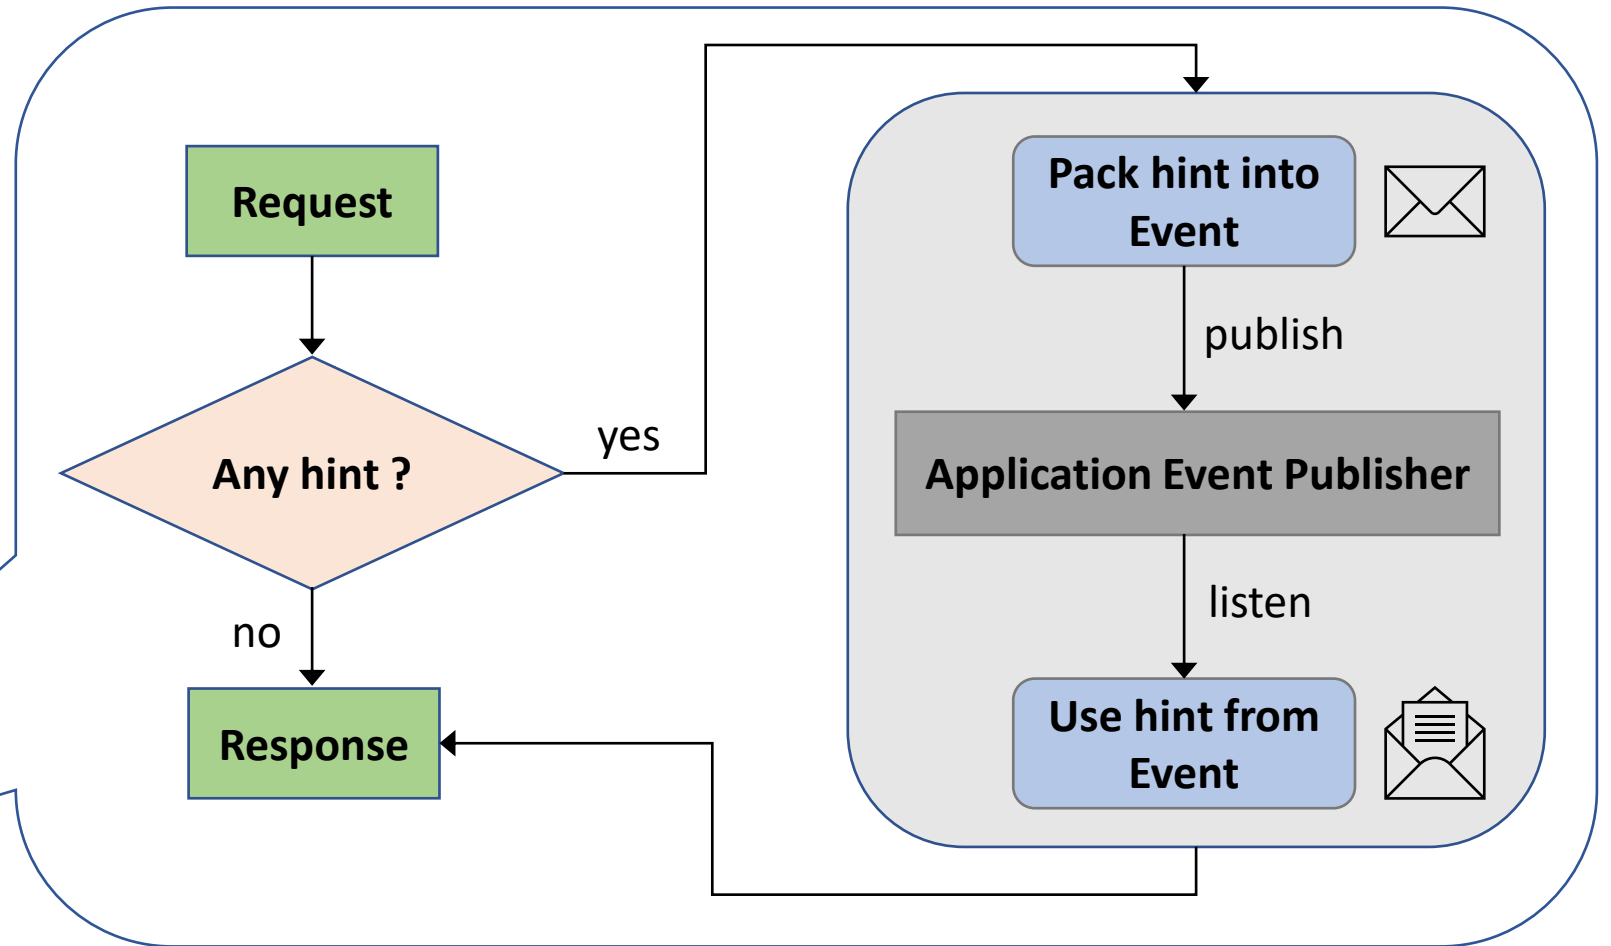 Request
Any hint ?
yes
no
Response
Pack hint into
Event
publish
Application Event Publisher
listen
Use hint from
Event